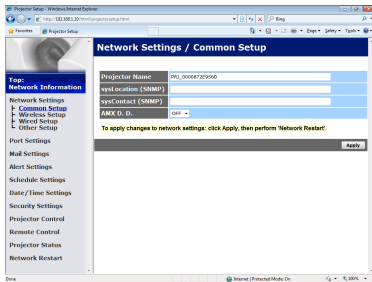 Projector Setup - Windows Internet Explorer
http://192.168.1.10/html/projectorsetup.html
Bing
Favorites
Projector Setup
Page
Safety
Tools
Network Settings / Common Setup
Top:
Network Information
Network Settings
Common Setup
Wireless Setup
Wired Setup
Other Setup
Port Settings
Mail Settings
Alert Settings
Schedule Settings
Date/Time Settings
Security Settings
Projector Control
Remote Control
Projector Status
Network Restart
Projector Name
PRJ_0000872E956D
sysLocation (SNMP)
sysContact (SNMP)
AMX D. D.
OFF
To apply changes to network settings: click Apply, then perform 'Network Restart'.
Apply
Done
Internet | Protected Mode: On
100%